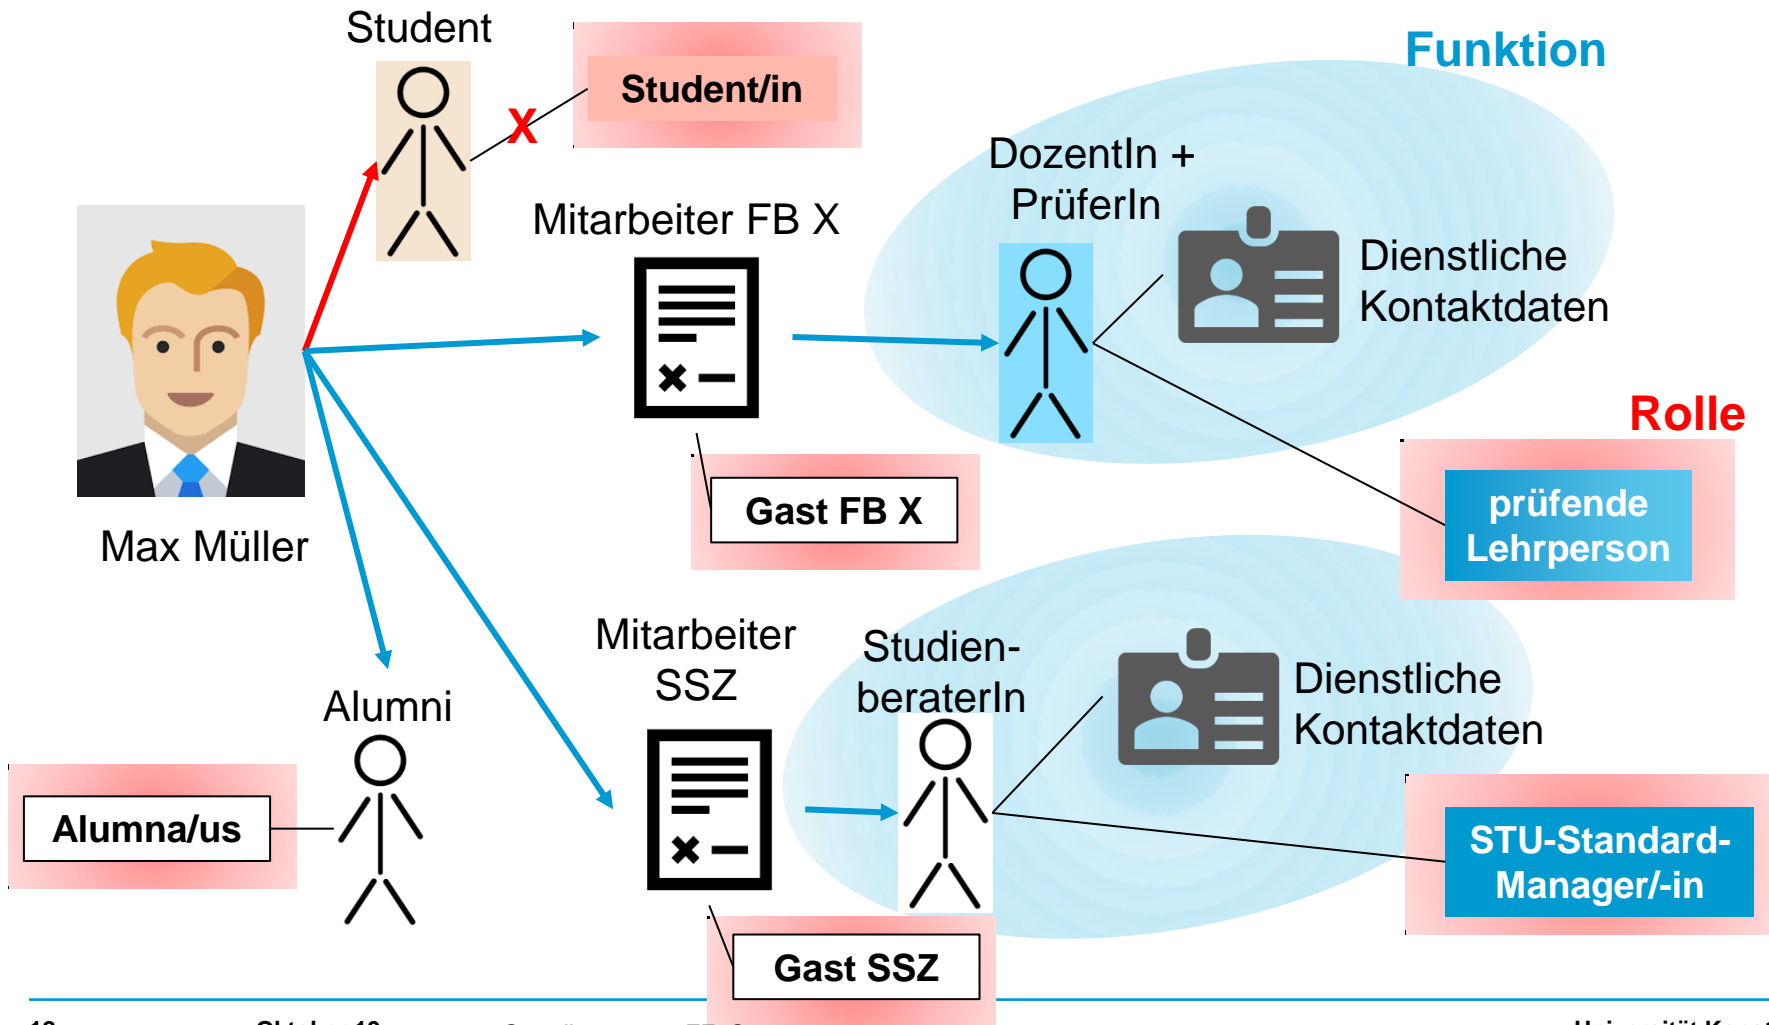 Student
Student/in
X
Funktion
DozentIn +
PrüferIn
Mitarbeiter FB X
Dienstliche
Kontaktdaten
Rolle
prüfende
Lehrperson
Gast FB X
Max Müller
Mitarbeiter
SSZ
Studien-
beraterIn
Dienstliche
Kontaktdaten
Alumni
Alumna/us
STU-Standard-
Manager/-in
Gast SSZ